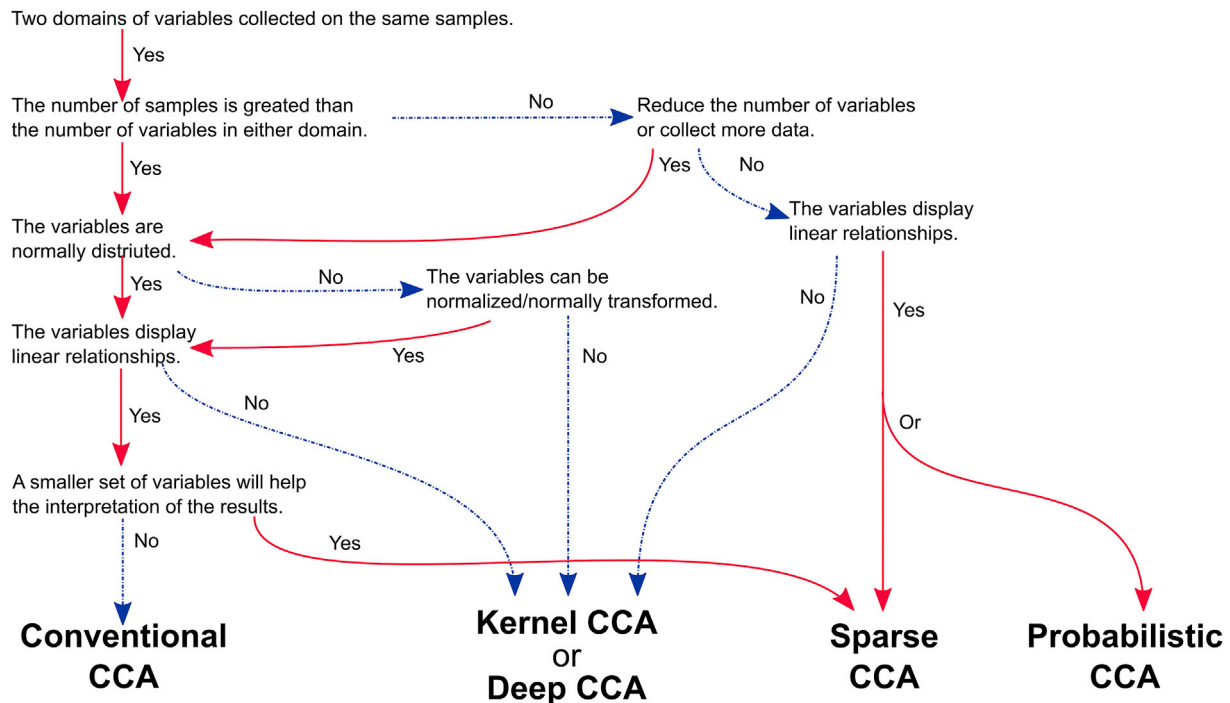 Two domains of variables collected on the same samples.
Yes
The number of samples is greated than
the number of variables in either domain.
No
Reduce the number of variables
or collect more data.
Yes
Yes
No
The variables are
normally distriuted.
The variables display
linear relationships.
Yes
No
The variables can be
normalized/normally transformed.
No
Yes
The variables display
linear relationships.
Yes
No
Yes
No
Or
A smaller set of variables will help
the interpretation of the results.
No
Yes
Conventional
CCA
Kernel CCA
or
Deep CCA
Sparse
CCA
Probabilistic
CCA